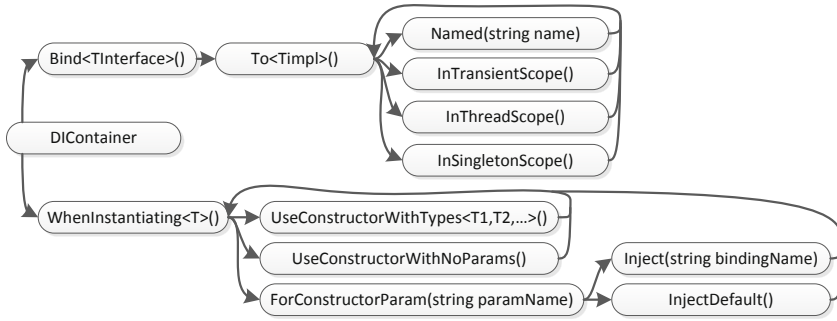 Named(string name)
Bind<TInterface>()
To<Timpl>()
InTransientScope()
InThreadScope()
DIContainer
InSingletonScope()
WhenInstantiating<T>()
UseConstructorWithTypes<T1,T2,…>()
UseConstructorWithNoParams()
Inject(string bindingName)
ForConstructorParam(string paramName)
InjectDefault()